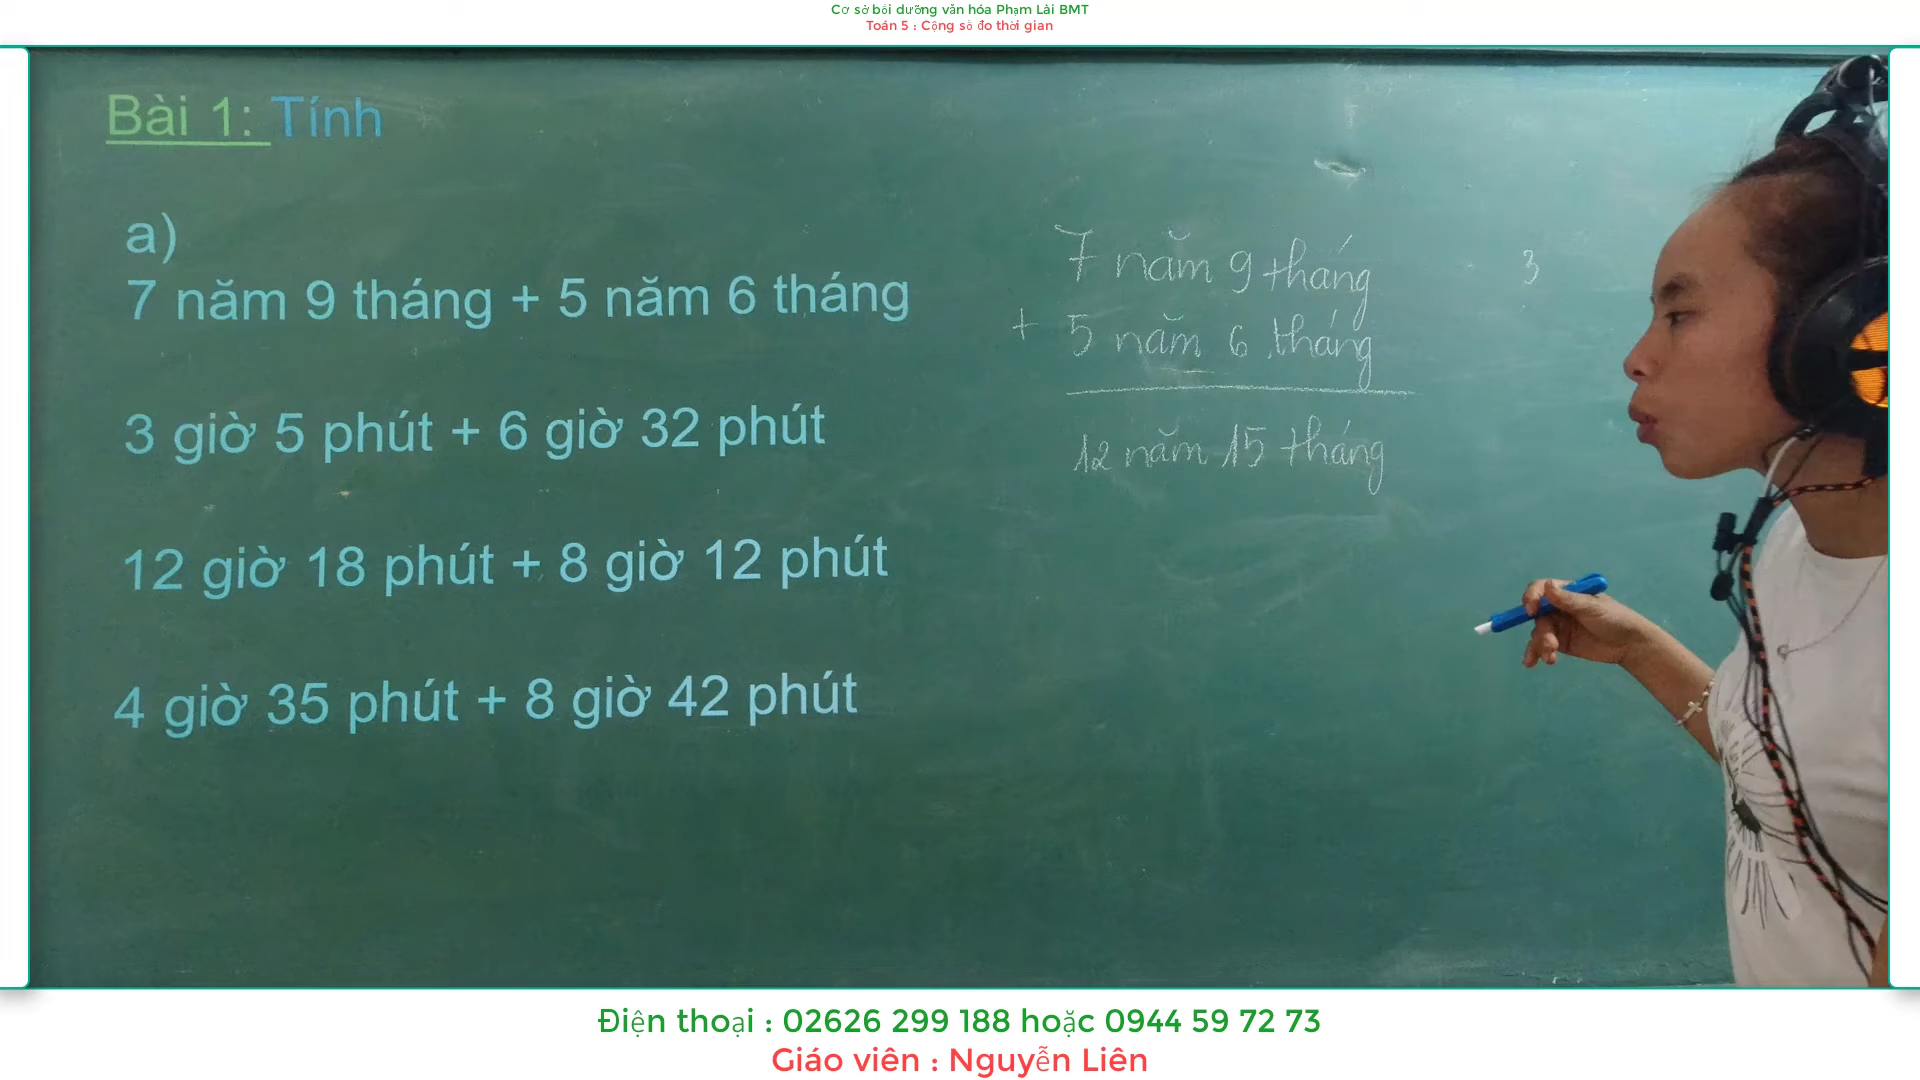 Cơ sở bồi dưỡng văn hóa Phạm Lài BMT
Toán 5 : Cộng số đo thời gian
Bài 1: Tính
a)
7 năm 9 tháng + 5 năm 6 tháng
3 giờ 5 phút + 6 giờ 32 phút
12 giờ 18 phút + 8 giờ 12 phút
4 giờ 35 phút + 8 giờ 42 phút
7 năm 9 tháng
+ 5 năm 6 tháng
12 năm 15 tháng
3
Điện thoại : 02626 299 188 hoặc 0944 59 72 73
Giáo viên : Nguyễn Liên